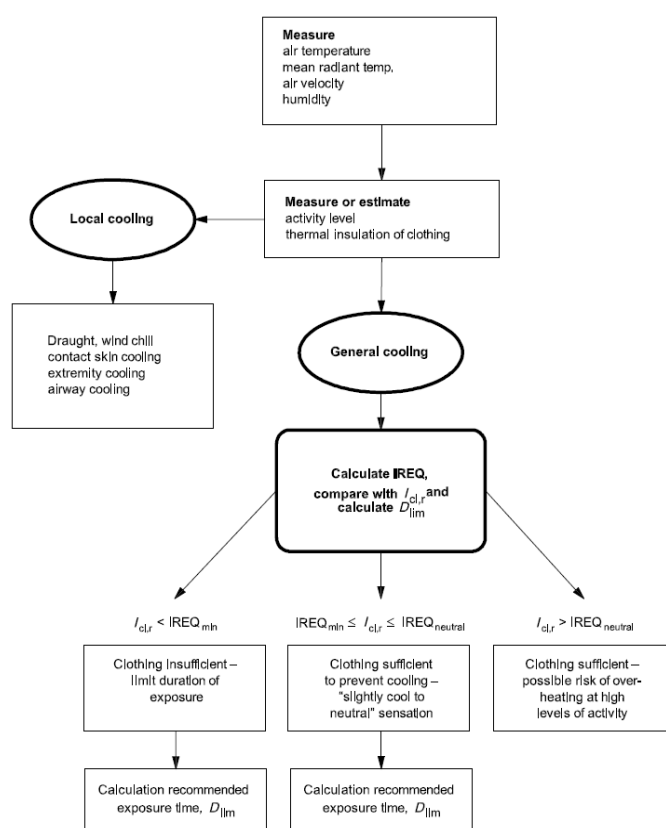 Measure
air temperature
mean radiant temp,
air velocity
humidity
Measure or estimate
activity level
thermal insulation of clothing
Local cooling
Draught, wind chill
contact skin cooling
extremity cooling
airway cooling
General cooling
Calculate IREQ,
compare with Icl,r and
calculate Dlim
Icl,r < IREQmin
IREQmin ≤ Icl,r ≤ IREQneutral
Icl,r > IREQneutral
Clothing insufficient –
limit duration of
exposure
Clothing sufficient
to prevent cooling –
"slightly cool to
neutral" sensation
Clothing sufficient –
possible risk of over-
heating at high
levels of activity
Calculation recommended
exposure time, Dlim
Calculation recommended
exposure time, Dlim